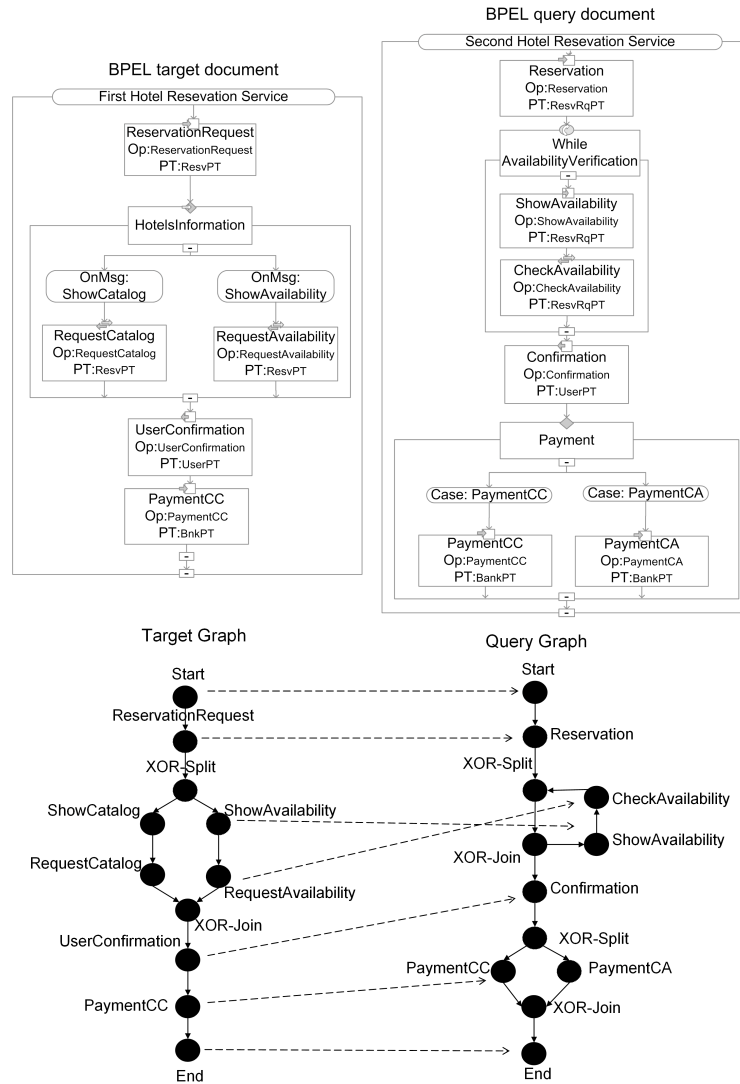 BPEL target document
First Hotel Resevation Service
ReservationRequest
Op:ReservationRequest
PT:ResvPT
HotelsInformation
-
OnMsg:
ShowCatalog
OnMsg:
ShowAvailability
RequestCatalog
Op:RequestCatalog
PT:ResvPT
RequestAvailability
Op:RequestAvailability
PT:ResvPT
-
UserConfirmation
Op:UserConfirmation
PT:UserPT
PaymentCC
Op:PaymentCC
PT:BnkPT
-
-
BPEL query document
Second Hotel Resevation Service
Reservation
Op:Reservation
PT:ResvRqPT
While
AvailabilityVerification
-
ShowAvailability
Op:ShowAvailability
PT:ResvRqPT
CheckAvailability
Op:CheckAvailability
PT:ResvRqPT
-
Confirmation
Op:Confirmation
PT:UserPT
Payment
-
Case: PaymentCC
Case: PaymentCA
PaymentCC
Op:PaymentCC
PT:BankPT
PaymentCA
Op:PaymentCA
PT:BankPT
-
-
Target Graph
Start
ReservationRequest
XOR-Split
ShowCatalog
ShowAvailability
RequestCatalog
RequestAvailability
XOR-Join
UserConfirmation
PaymentCC
End
Query Graph
Start
Reservation
XOR-Split
CheckAvailability
ShowAvailability
XOR-Join
Confirmation
XOR-Split
PaymentCC
PaymentCA
XOR-Join
End